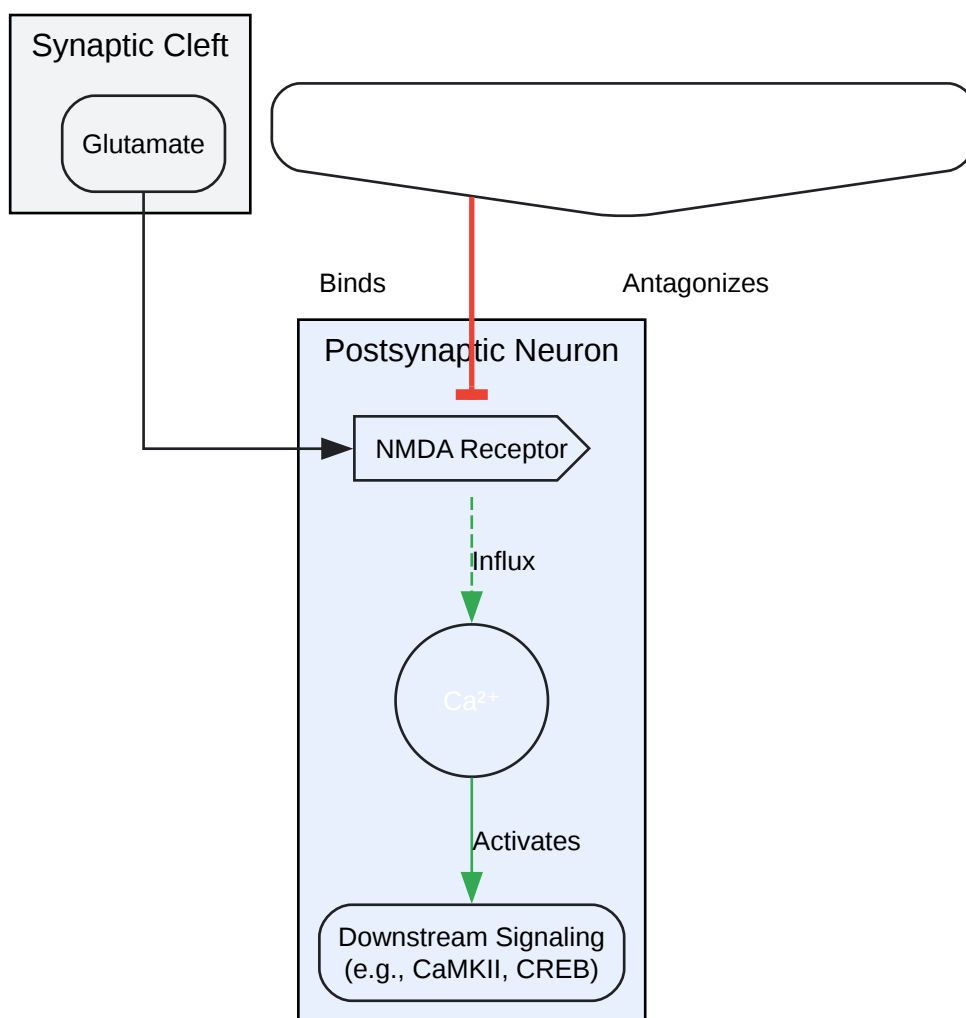 Synaptic Cleft
Glutamate
Binds
Antagonizes
Postsynaptic Neuron
NMDA Receptor
Influx
Ca²⁺
Activates
Downstream Signaling
(e.g., CaMKII, CREB)